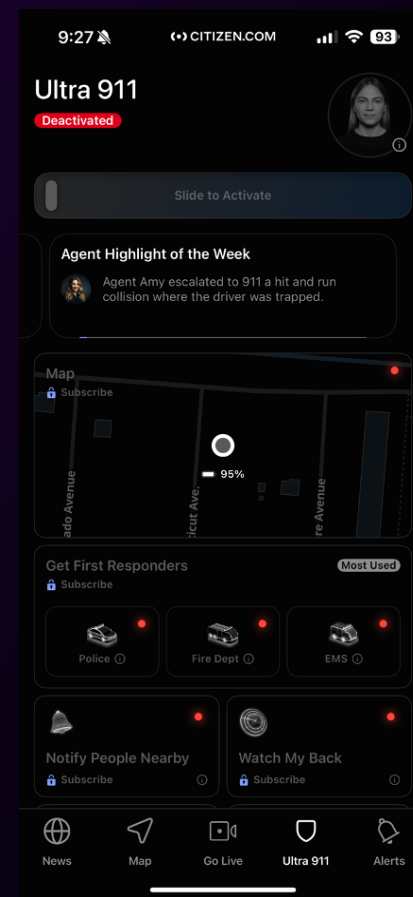 9:27
CITIZEN.COM
93
Ultra 911
Deactivated
Slide to Activate
Agent Highlight of the Week
Agent Amy escalated to 911 a hit and run
collision where the driver was trapped.
Map
Subscribe
95%
ado Avenue
ticut Ave.
re Avenue
P
Get First Responders
Most Used
Subscribe
Police
Fire Dept
EMS
Notify People Nearby
Subscribe
Watch My Back
Subscribe
News
Map
Go Live
Ultra 911
Alerts